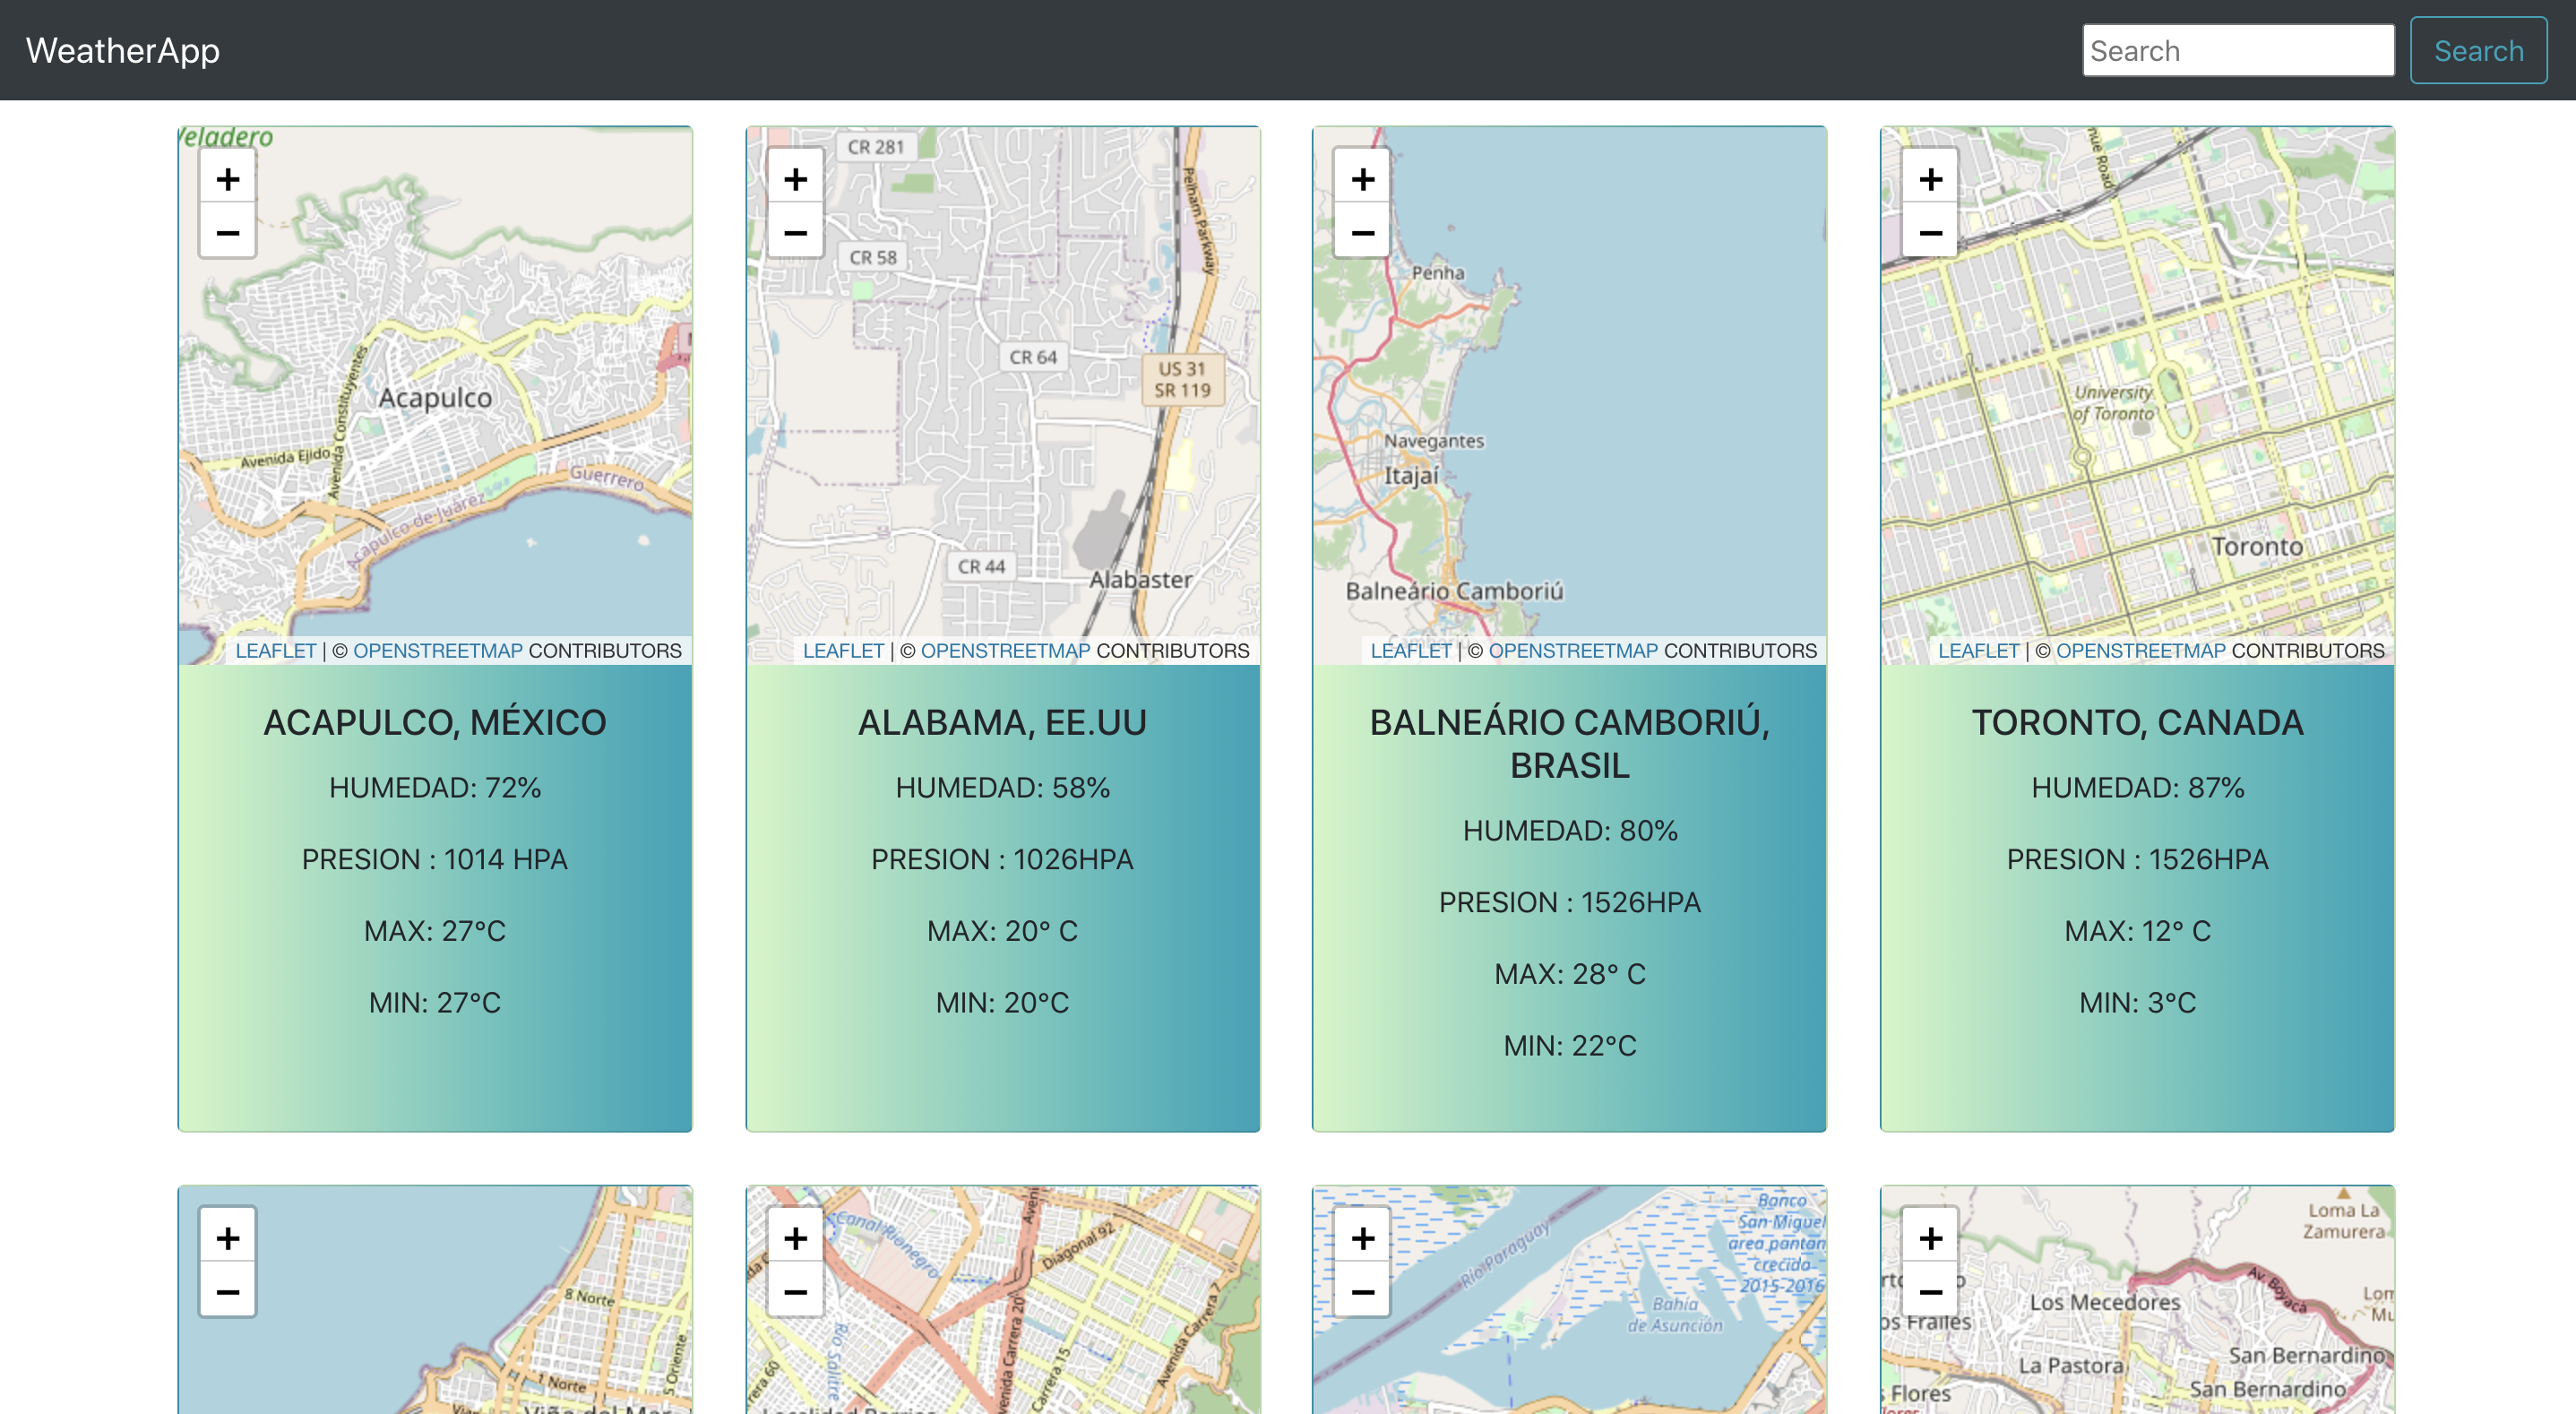 WeatherApp
Search
Search
Veladero
+
−
Acapulco
Avenida Constituyentes
Avenida Ejido
Guerrero
Acapulco de Juárez
LEAFLET | © OPENSTREETMAP CONTRIBUTORS
ACAPULCO, MÉXICO
HUMEDAD: 72%
PRESION : 1014 HPA
MAX: 27°C
MIN: 27°C
CR 281
+
−
Pelham Parkway
CR 58
CR 64
US 31
SR 119
CR 44
Alabaster
LEAFLET | © OPENSTREETMAP CONTRIBUTORS
ALABAMA, EE.UU
HUMEDAD: 58%
PRESION : 1026HPA
MAX: 20° C
MIN: 20°C
+
−
Penha
Navegantes
Itajaí
Balneário Camboriú
Camboriú
LEAFLET | © OPENSTREETMAP CONTRIBUTORS
BALNEÁRIO CAMBORIÚ,
BRASIL
HUMEDAD: 80%
PRESION : 1526HPA
MAX: 28° C
MIN: 22°C
+
−
nue Road
University
of Toronto
Toronto
LEAFLET | © OPENSTREETMAP CONTRIBUTORS
TORONTO, CANADA
HUMEDAD: 87%
PRESION : 1526HPA
MAX: 12° C
MIN: 3°C
+
−
8 Norte
5 Oriente
1 Norte
Viña del Mar
+
−
Canal Rionegro
Diagonal 92
Río Salitre
Avenida Carrera 7
venida Carrera 20
Carrera 15
rera 60
Localidad Barrios
+
−
Banco
San Miguel
area pantan
crecida
2015-2016
Río Paraguay
Bahía
de Asunción
+
−
Loma La
Zamurera
Av. Boyacá
Los Mecedores
os Frailes
La Pastora
San Bernardino
San Bernardino
s Flores